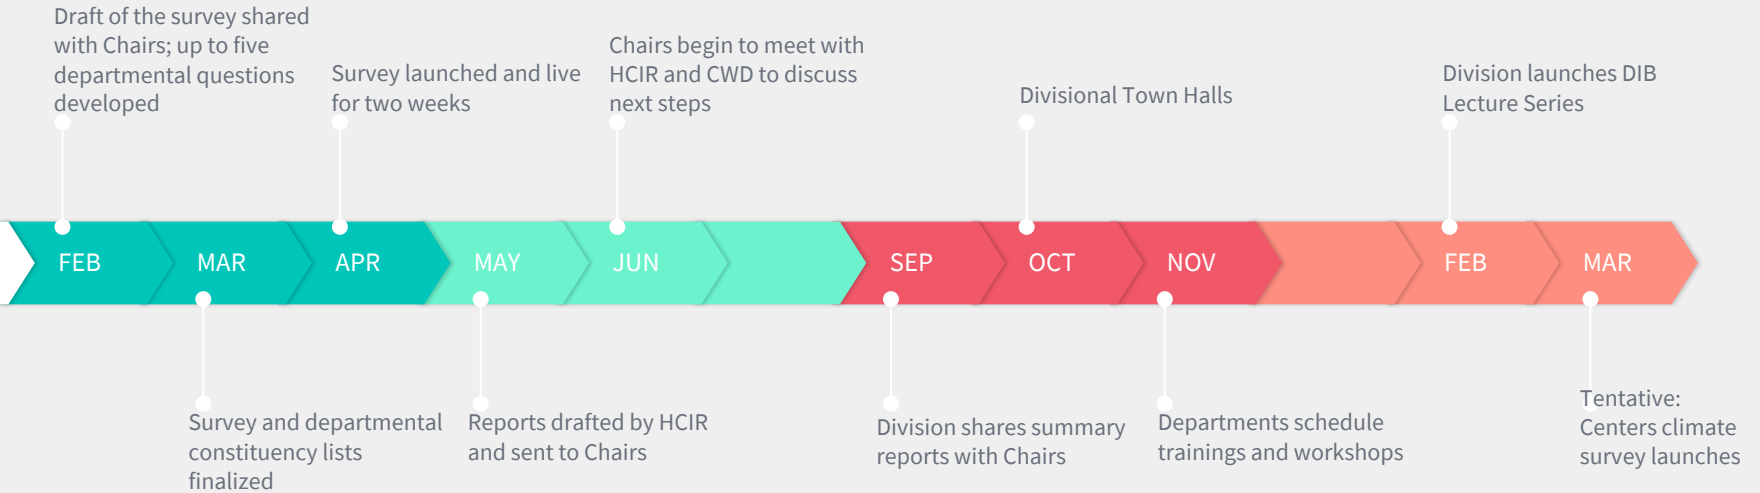 Draft of the survey shared
with Chairs; up to five
departmental questions
developed
Survey launched and live
for two weeks
Chairs begin to meet with
HCIR and CWD to discuss
next steps
Divisional Town Halls
Division launches DIB
Lecture Series
FEB
MAR
APR
MAY
JUN
SEP
OCT
NOV
FEB
MAR
Survey and departmental
constituency lists
finalized
Reports drafted by HCIR
and sent to Chairs
Division shares summary
reports with Chairs
Departments schedule
trainings and workshops
Tentative:
Centers climate
survey launches